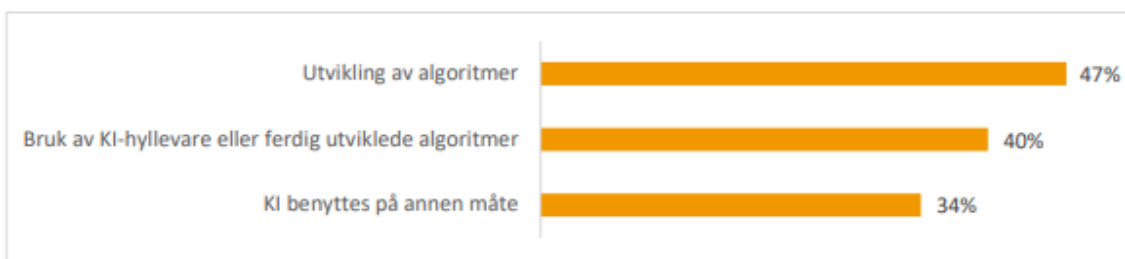 Utvikling av algoritmer 47%
Bruk av KI-hyllevare eller ferdig utviklede algoritmer 40%
KI benyttes på annen måte 34%